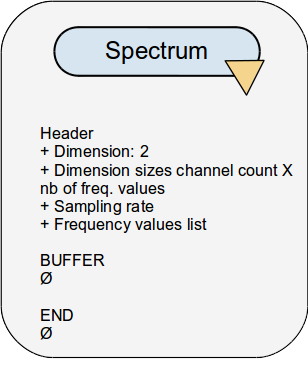 Spectrum
Header
+ Dimension: 2
+ Dimension sizes channel count X
nb of freq. values
+ Sampling rate
+ Frequency values list
BUFFER
Ø
END
Ø